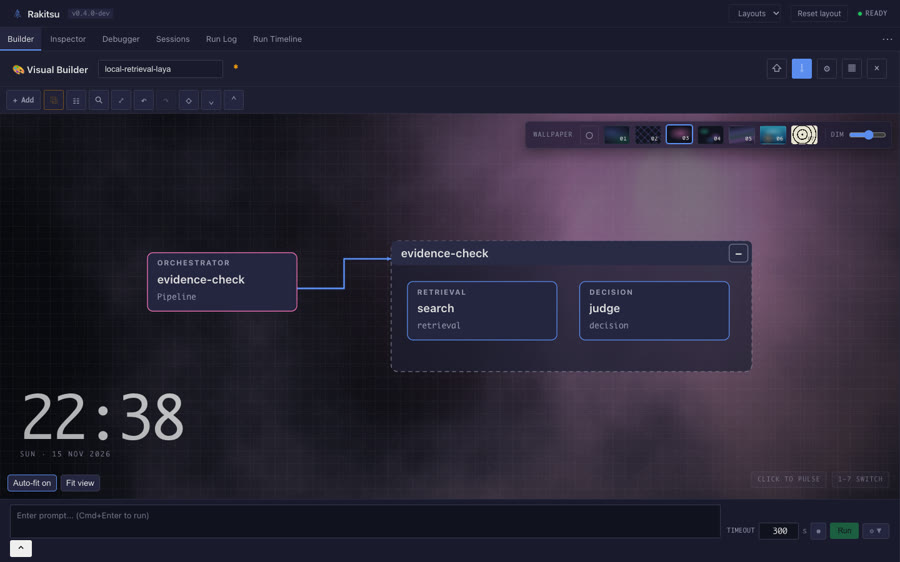 Rakitsu v0.4.0-dev Layouts Reset layout READY
Builder Inspector Debugger Sessions Run Log Run Timeline
Visual Builder local-retrieval-laya
+ Add
WALLPAPER 01 02 03 04 05 06 DIM
ORCHESTRATOR
evidence-check
Pipeline
evidence-check
RETRIEVAL
search
retrieval
DECISION
judge
decision
22:38
SUN · 15 NOV 2026
Auto-fit on Fit view
CLICK TO PULSE 1-7 SWITCH
Enter prompt... (Cmd+Enter to run)
TIMEOUT 300 S Run